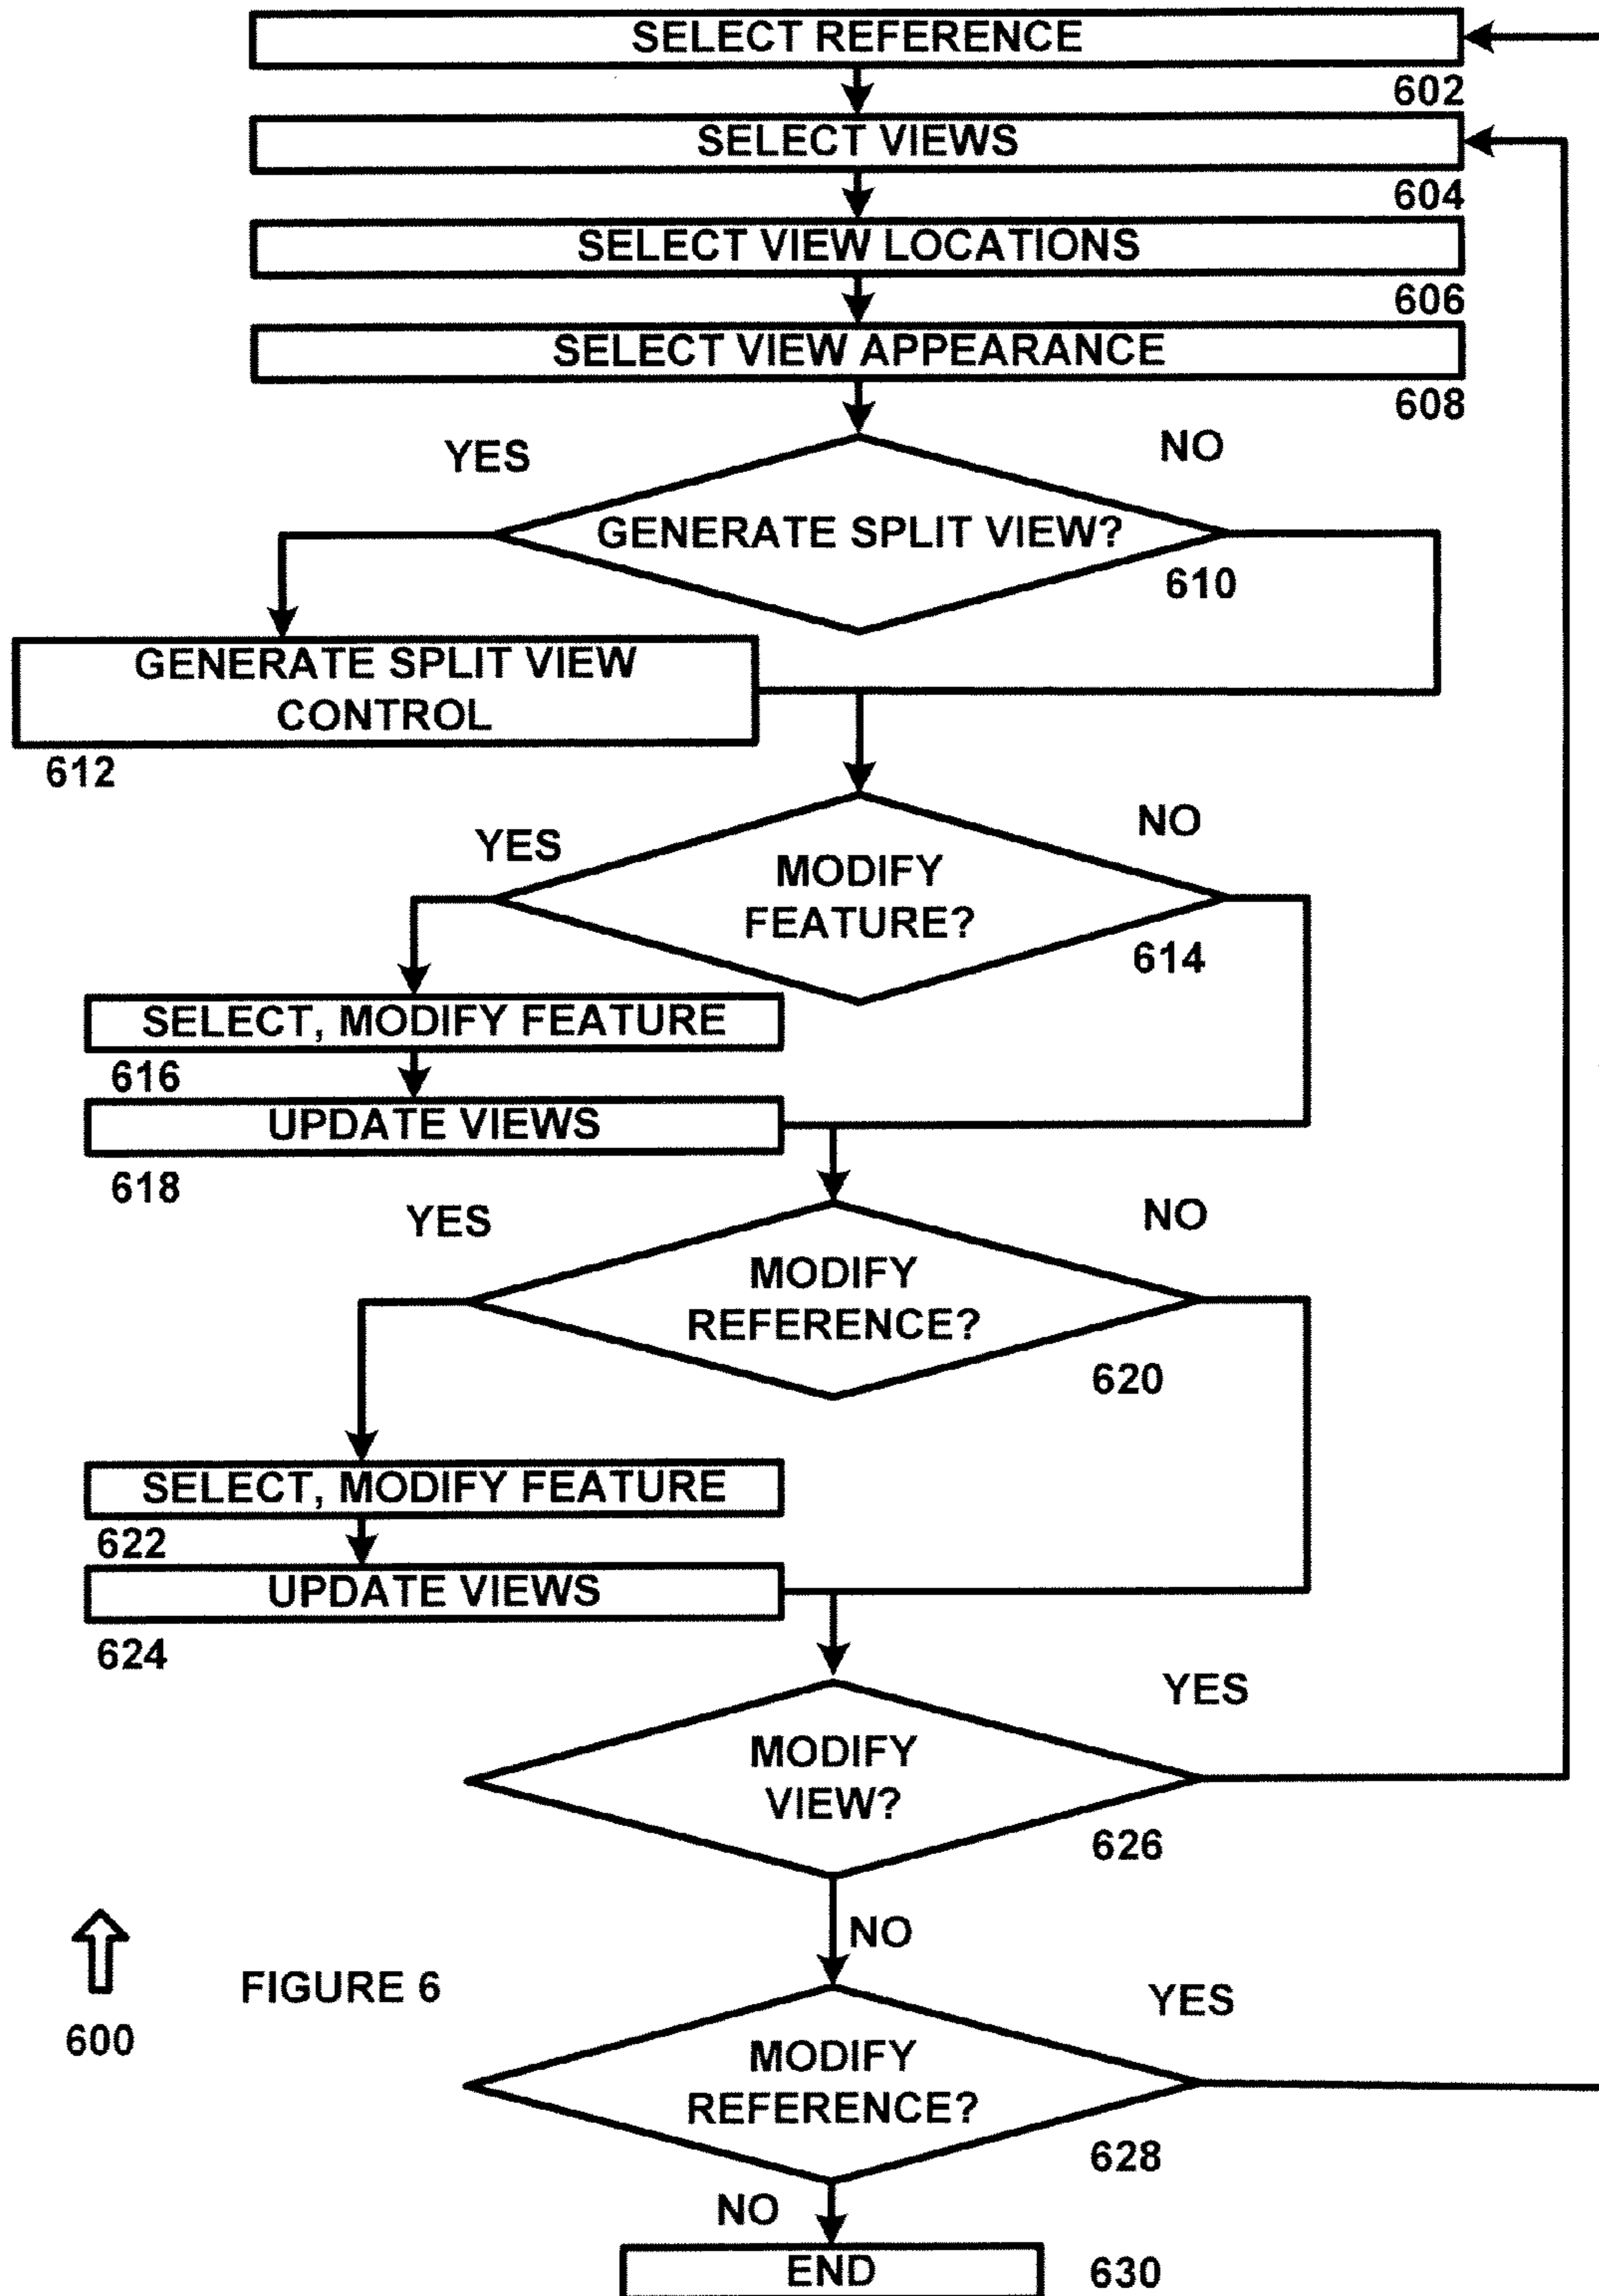 SELECT REFERENCE
602
SELECT VIEWS
604
SELECT VIEW LOCATIONS
606
SELECT VIEW APPEARANCE
608
YES
NO
GENERATE SPLIT VIEW?
610
GENERATE SPLIT VIEW
CONTROL
612
YES
NO
MODIFY
FEATURE?
614
SELECT, MODIFY FEATURE
616
UPDATE VIEWS
618
YES
NO
MODIFY
REFERENCE?
620
SELECT, MODIFY FEATURE
622
UPDATE VIEWS
624
YES
MODIFY
VIEW?
626
NO
FIGURE 6
600
YES
MODIFY
REFERENCE?
628
NO
END
630